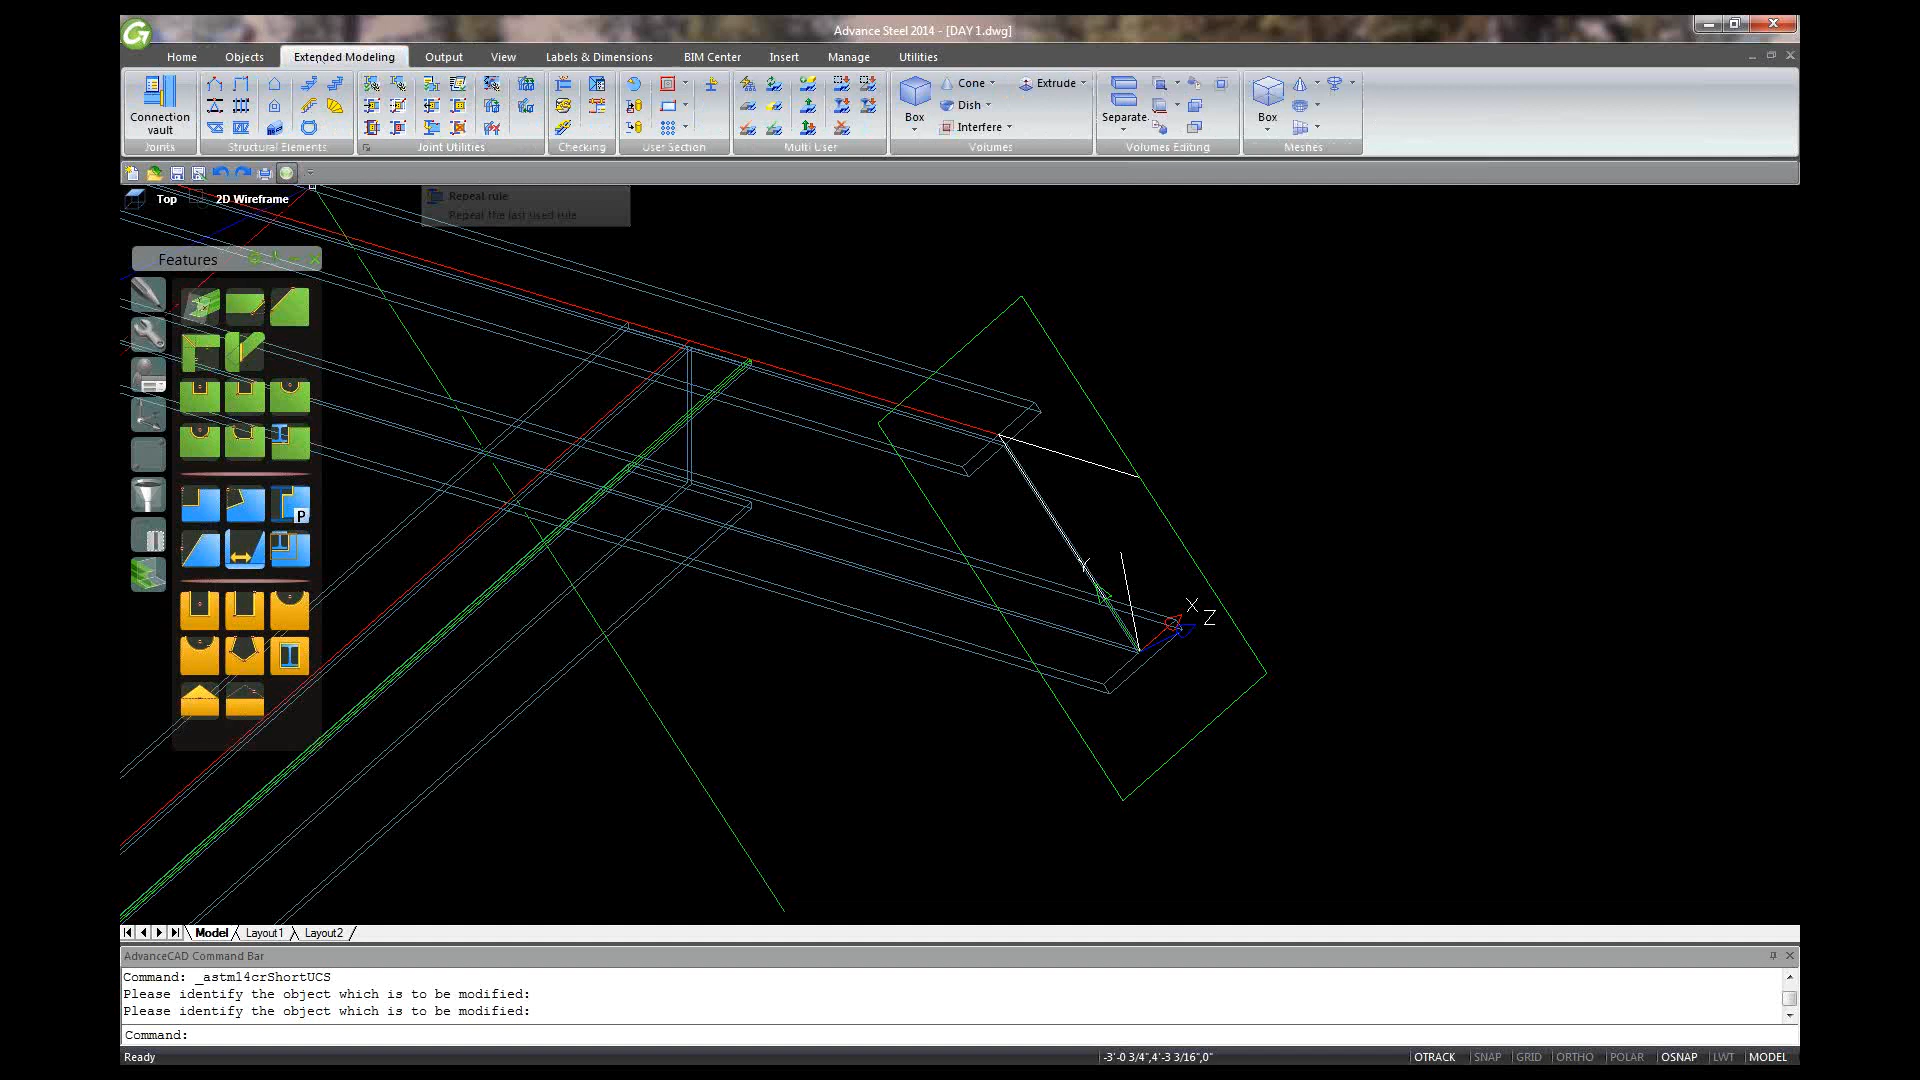 Advance Steel 2014 - [DAY 1.dwg]
Home Objects Extended Modeling Output View Labels & Dimensions BIM Center Insert Manage Utilities
Connection vault
Box
Cone
Dish
Interfere
Extrude
Separate
Box
Joints Structural Elements Joint Utilities Checking User Section Multi User Volumes Volumes Editing Meshes
Top 2D Wireframe
Repeat rule
Repeat the last used rule
Features
P
X
Y
Z
Model Layout1 Layout2
AdvanceCAD Command Bar
Command: _astm14crShortUCS
Please identify the object which is to be modified:
Please identify the object which is to be modified:
Command:
Ready -3'-0 3/4",4'-3 3/16",0" OTRACK SNAP GRID ORTHO POLAR OSNAP LWT MODEL